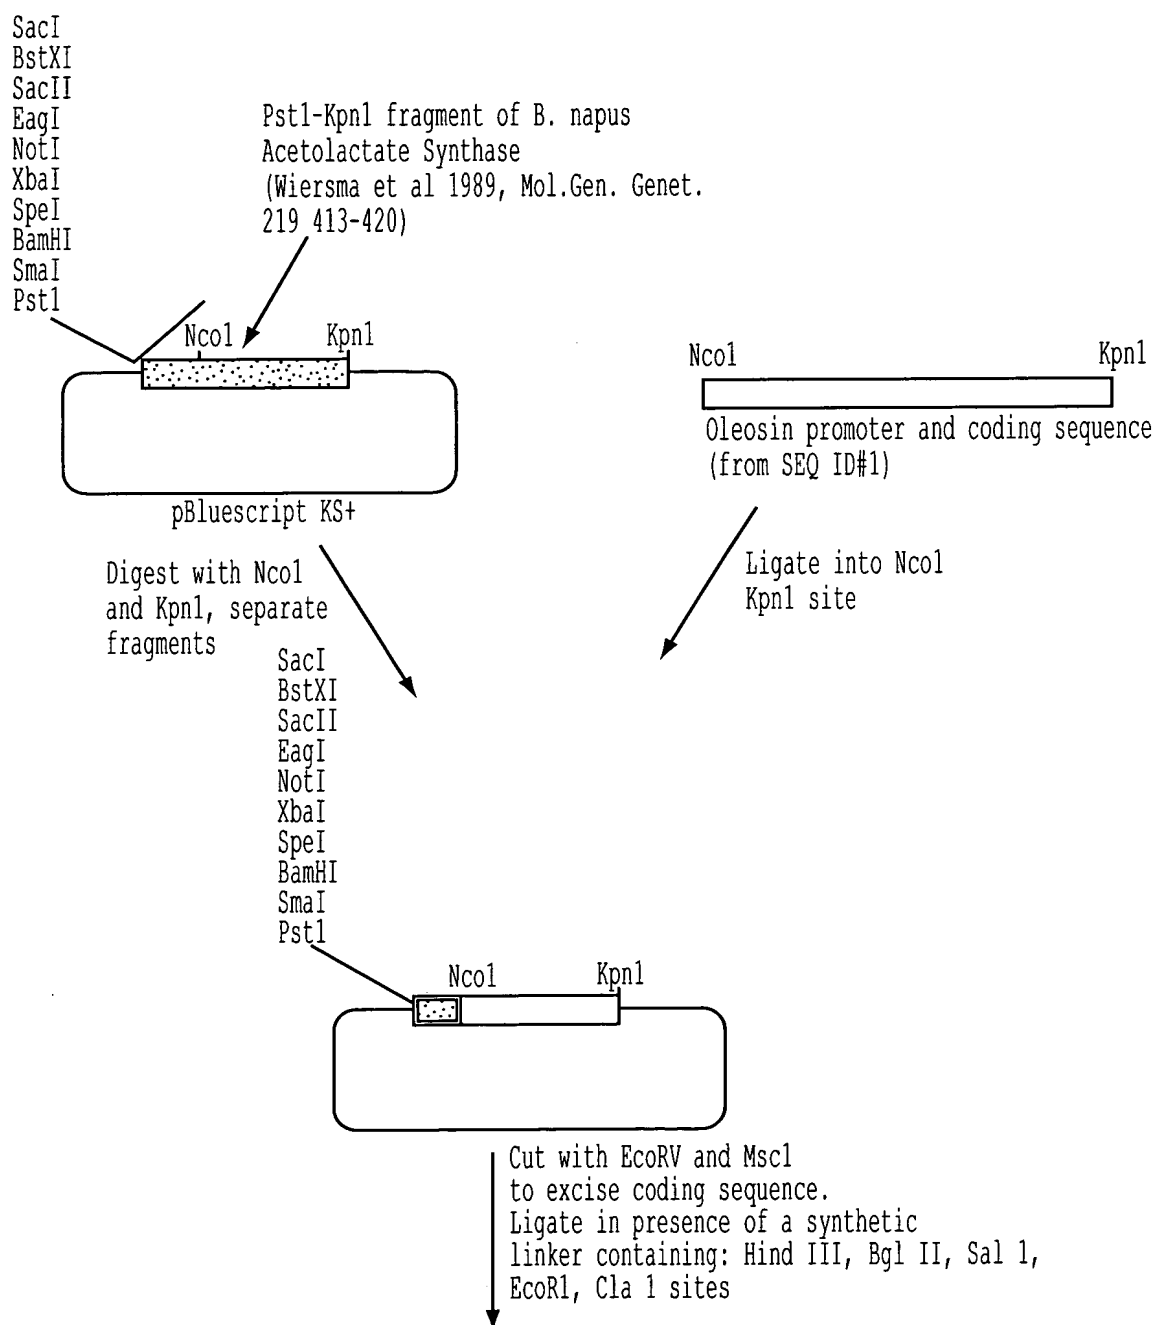 SacI
BstXI
SacII
EagI
NotI
XbaI
SpeI
BamHI
SmaI
Pst1
Pst1-Kpn1 fragment of B. napus
Acetolactate Synthase
(Wiersma et al 1989, Mol.Gen. Genet.
219 413-420)
Nco1
Kpn1
pBluescript KS+
Nco1
Kpn1
Oleosin promoter and coding sequence
(from SEQ ID#1)
Digest with Nco1
and Kpn1, separate
fragments
Ligate into Nco1
Kpn1 site
SacI
BstXI
SacII
EagI
NotI
XbaI
SpeI
BamHI
SmaI
Pst1
Nco1
Kpn1
Cut with EcoRV and Msc1
to excise coding sequence.
Ligate in presence of a synthetic
linker containing: Hind III, Bgl II, Sal 1,
EcoR1, Cla 1 sites